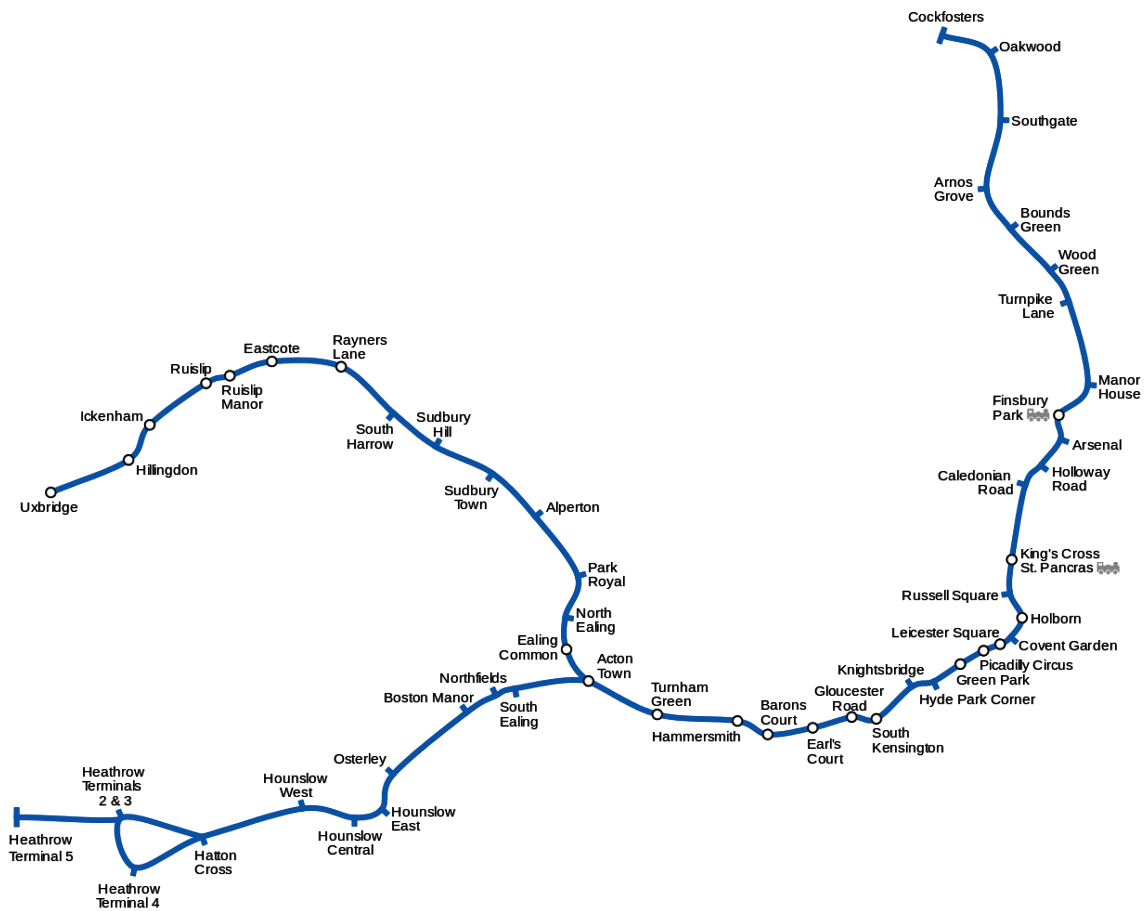 Cockfosters
Oakwood
Southgate
Arnos
Grove
Bounds
Green
Wood
Green
Turnpike
Lane
Manor
House
Finsbury
Park
Arsenal
Holloway
Road
Caledonian
Road
King's Cross
St. Pancras
Russell Square
Holborn
Leicester Square
Covent Garden
Picadilly Circus
Green Park
Hyde Park Corner
Knightsbridge
South
Kensington
Gloucester
Road
Earl's
Court
Barons
Court
Hammersmith
Turnham
Green
Acton
Town
Ealing
Common
North
Ealing
Park
Royal
Alperton
Sudbury
Town
Sudbury
Hill
South
Harrow
Rayners
Lane
Eastcote
Ruislip
Manor
Ruislip
Ickenham
Hillingdon
Uxbridge
South
Ealing
Northfields
Boston Manor
Osterley
Hounslow
East
Hounslow
Central
Hounslow
West
Hatton
Cross
Heathrow
Terminal 4
Heathrow
Terminals
2 & 3
Heathrow
Terminal 5